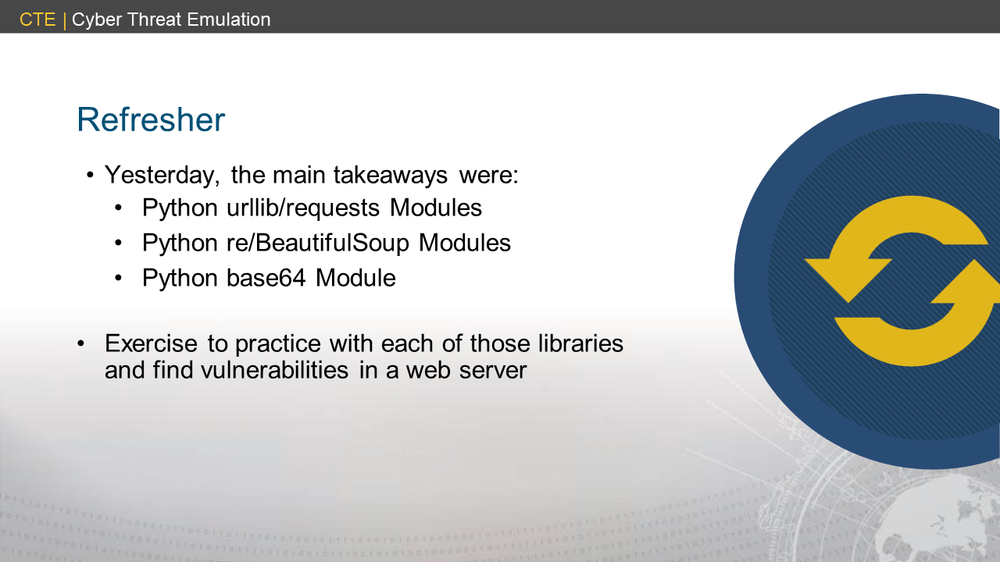 CTE | Cyber Threat Emulation
Refresher
• Yesterday, the main takeaways were:
• Python urllib/requests Modules
• Python re/BeautifulSoup Modules
• Python base64 Module
• Exercise to practice with each of those libraries
and find vulnerabilities in a web server